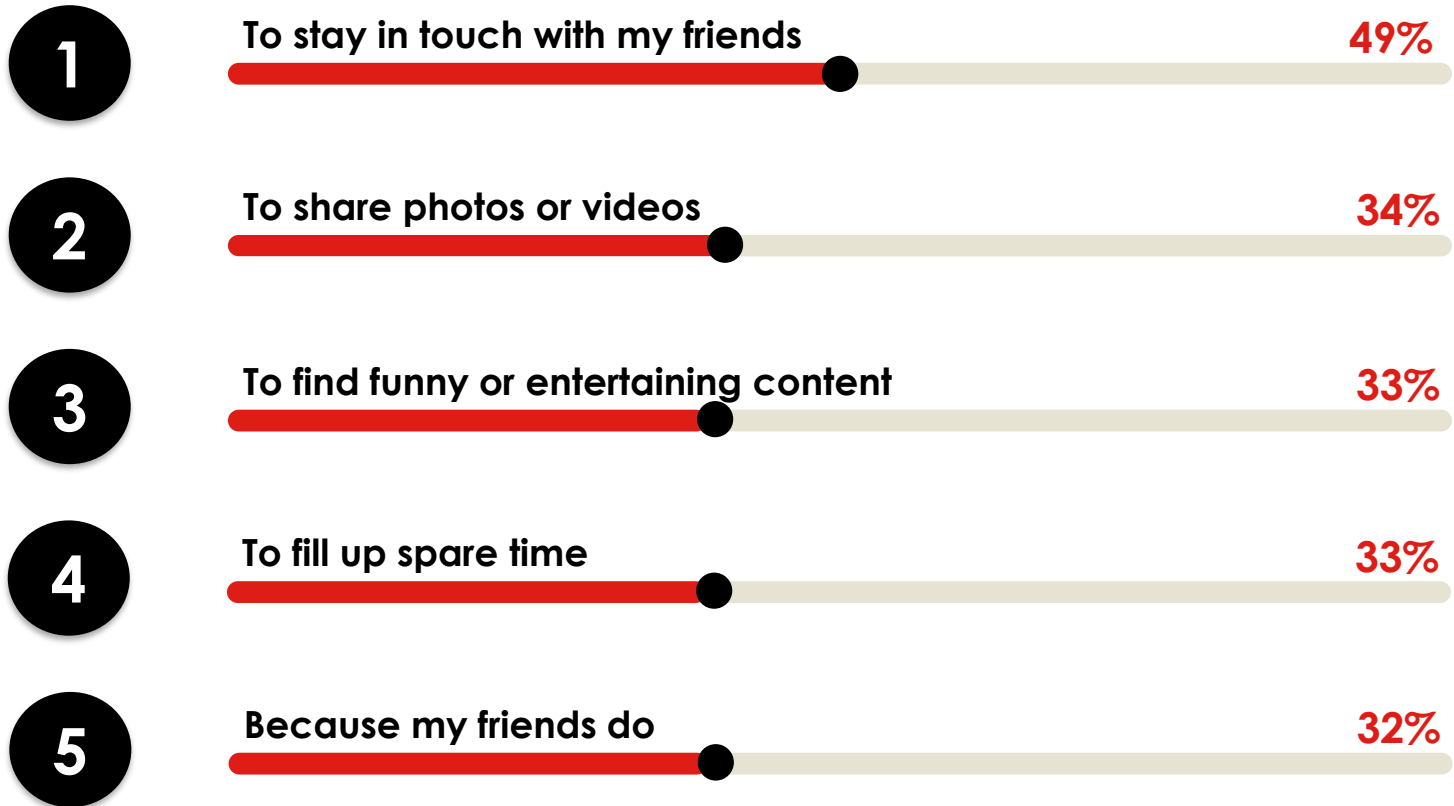 1 To stay in touch with my friends 49%
2 To share photos or videos 34%
3 To find funny or entertaining content 33%
4 To fill up spare time 33%
5 Because my friends do 32%